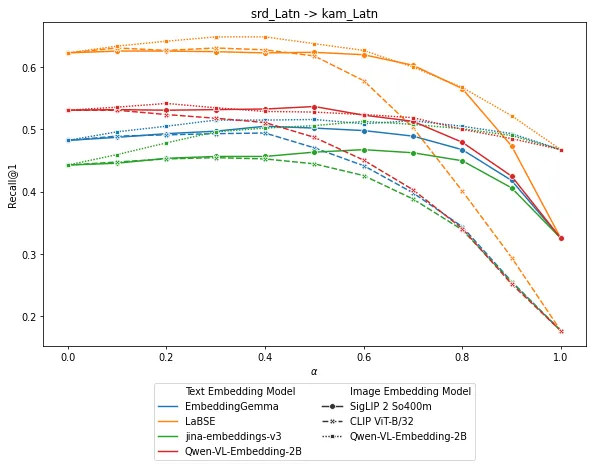 srd_Latn -> kam_Latn
Recall@1
0.6
0.5
0.4
0.3
0.2
0.0 0.2 0.4 0.6 0.8 1.0
α
Text Embedding Model Image Embedding Model
EmbeddingGemma SigLIP 2 So400m
LaBSE CLIP ViT-B/32
jina-embeddings-v3 Qwen-VL-Embedding-2B
Qwen-VL-Embedding-2B